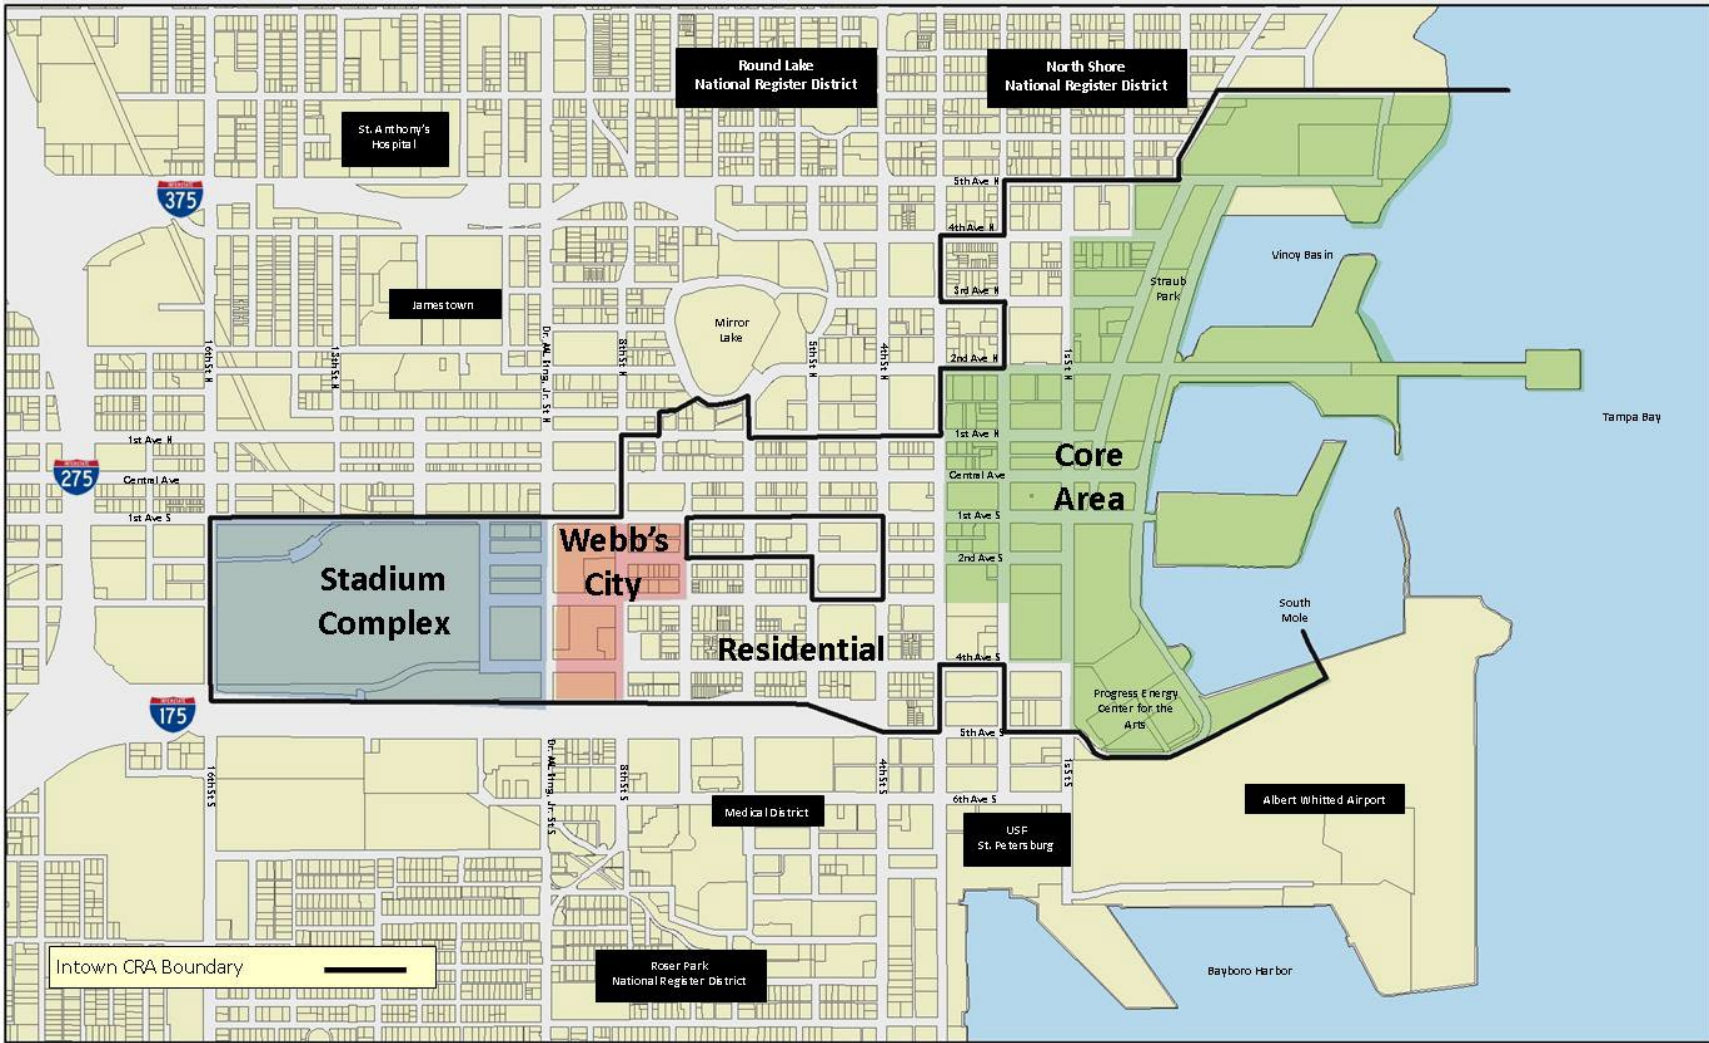 Round Lake
National Register District
North Shore
National Register District
St. Anthony's
Hospital
INTERSTATE
375
5th Ave N
4th Ave N
Vinoy Basin
Straub
Park
3rd Ave N
Jamestown
Mirror
Lake
16th St N
13th St N
Dr. ML King, Jr. St N
8th St N
5th St N
4th St N
2nd Ave N
1st St N
Tampa Bay
1st Ave N
1st Ave N
Core
Area
INTERSTATE
275
Central Ave
Central Ave
1st Ave S
1st Ave S
Webb's
City
2nd Ave S
Stadium
Complex
South
Mole
Residential
4th Ave S
INTERSTATE
175
Progress Energy
Center for the
Arts
5th Ave S
16th St S
Dr. ML King, Jr. St S
8th St S
4th St S
1st St S
6th Ave S
Medical District
Albert Whitted Airport
USF
St. Petersburg
Intown CRA Boundary
Roser Park
National Register District
Bayboro Harbor